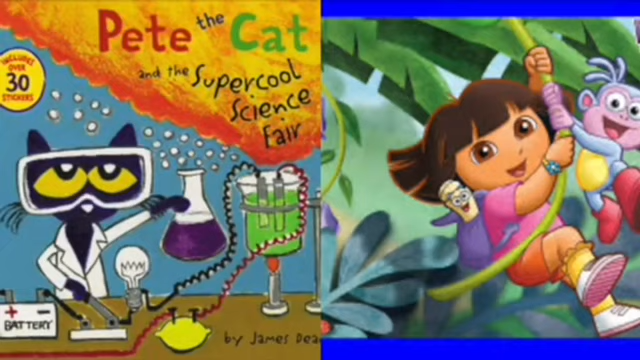 Pete the Cat
and the Supercool
Science
Fair
INCLUDES
OVER
30
STICKERS
+ -
BATTERY
by James Dea